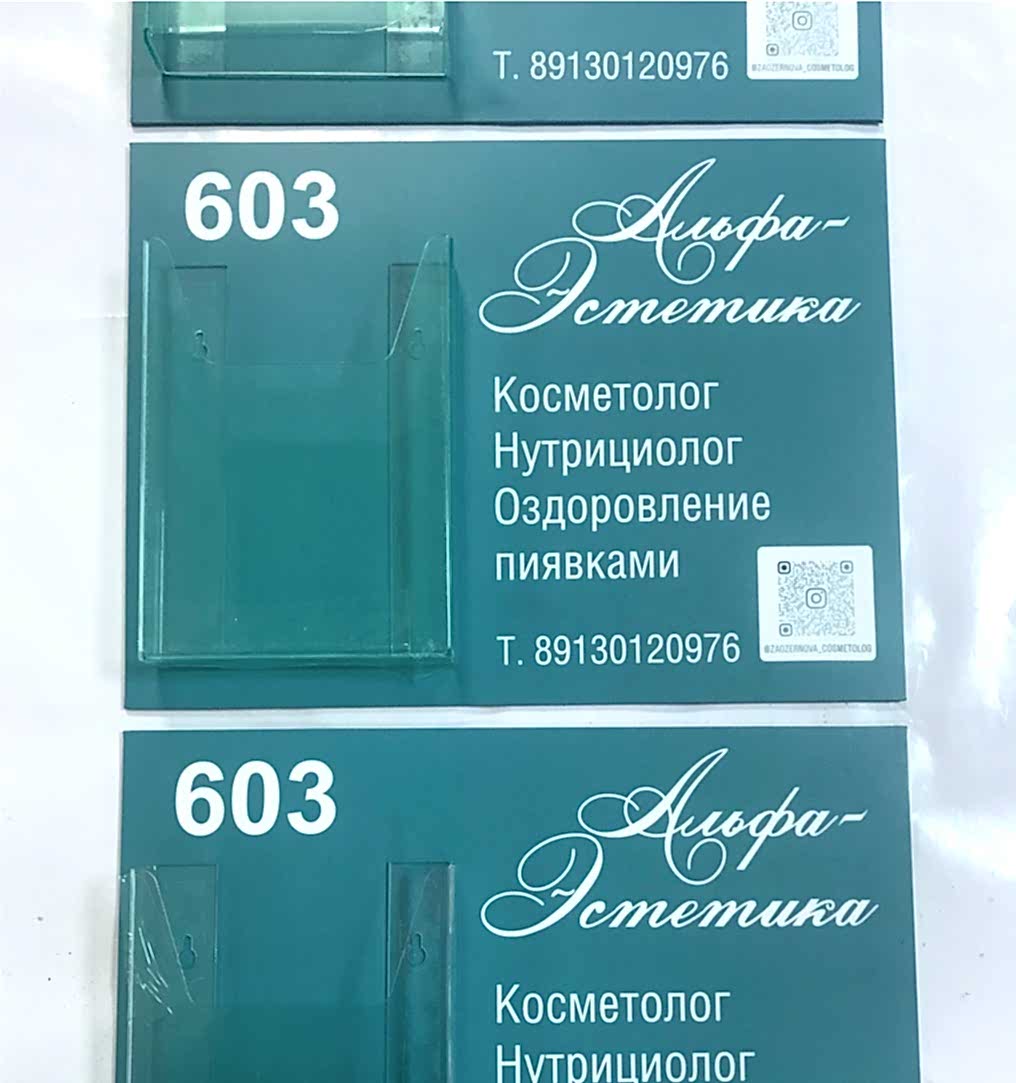 Т. 89130120976
@ZAOZERNOVA_COSMETOLOG
603
Альфа-
Эстетика
Косметолог
Нутрициолог
Оздоровление
пиявками
Т. 89130120976
@ZAOZERNOVA_COSMETOLOG
603
Альфа-
Эстетика
Косметолог
Нутрициолог